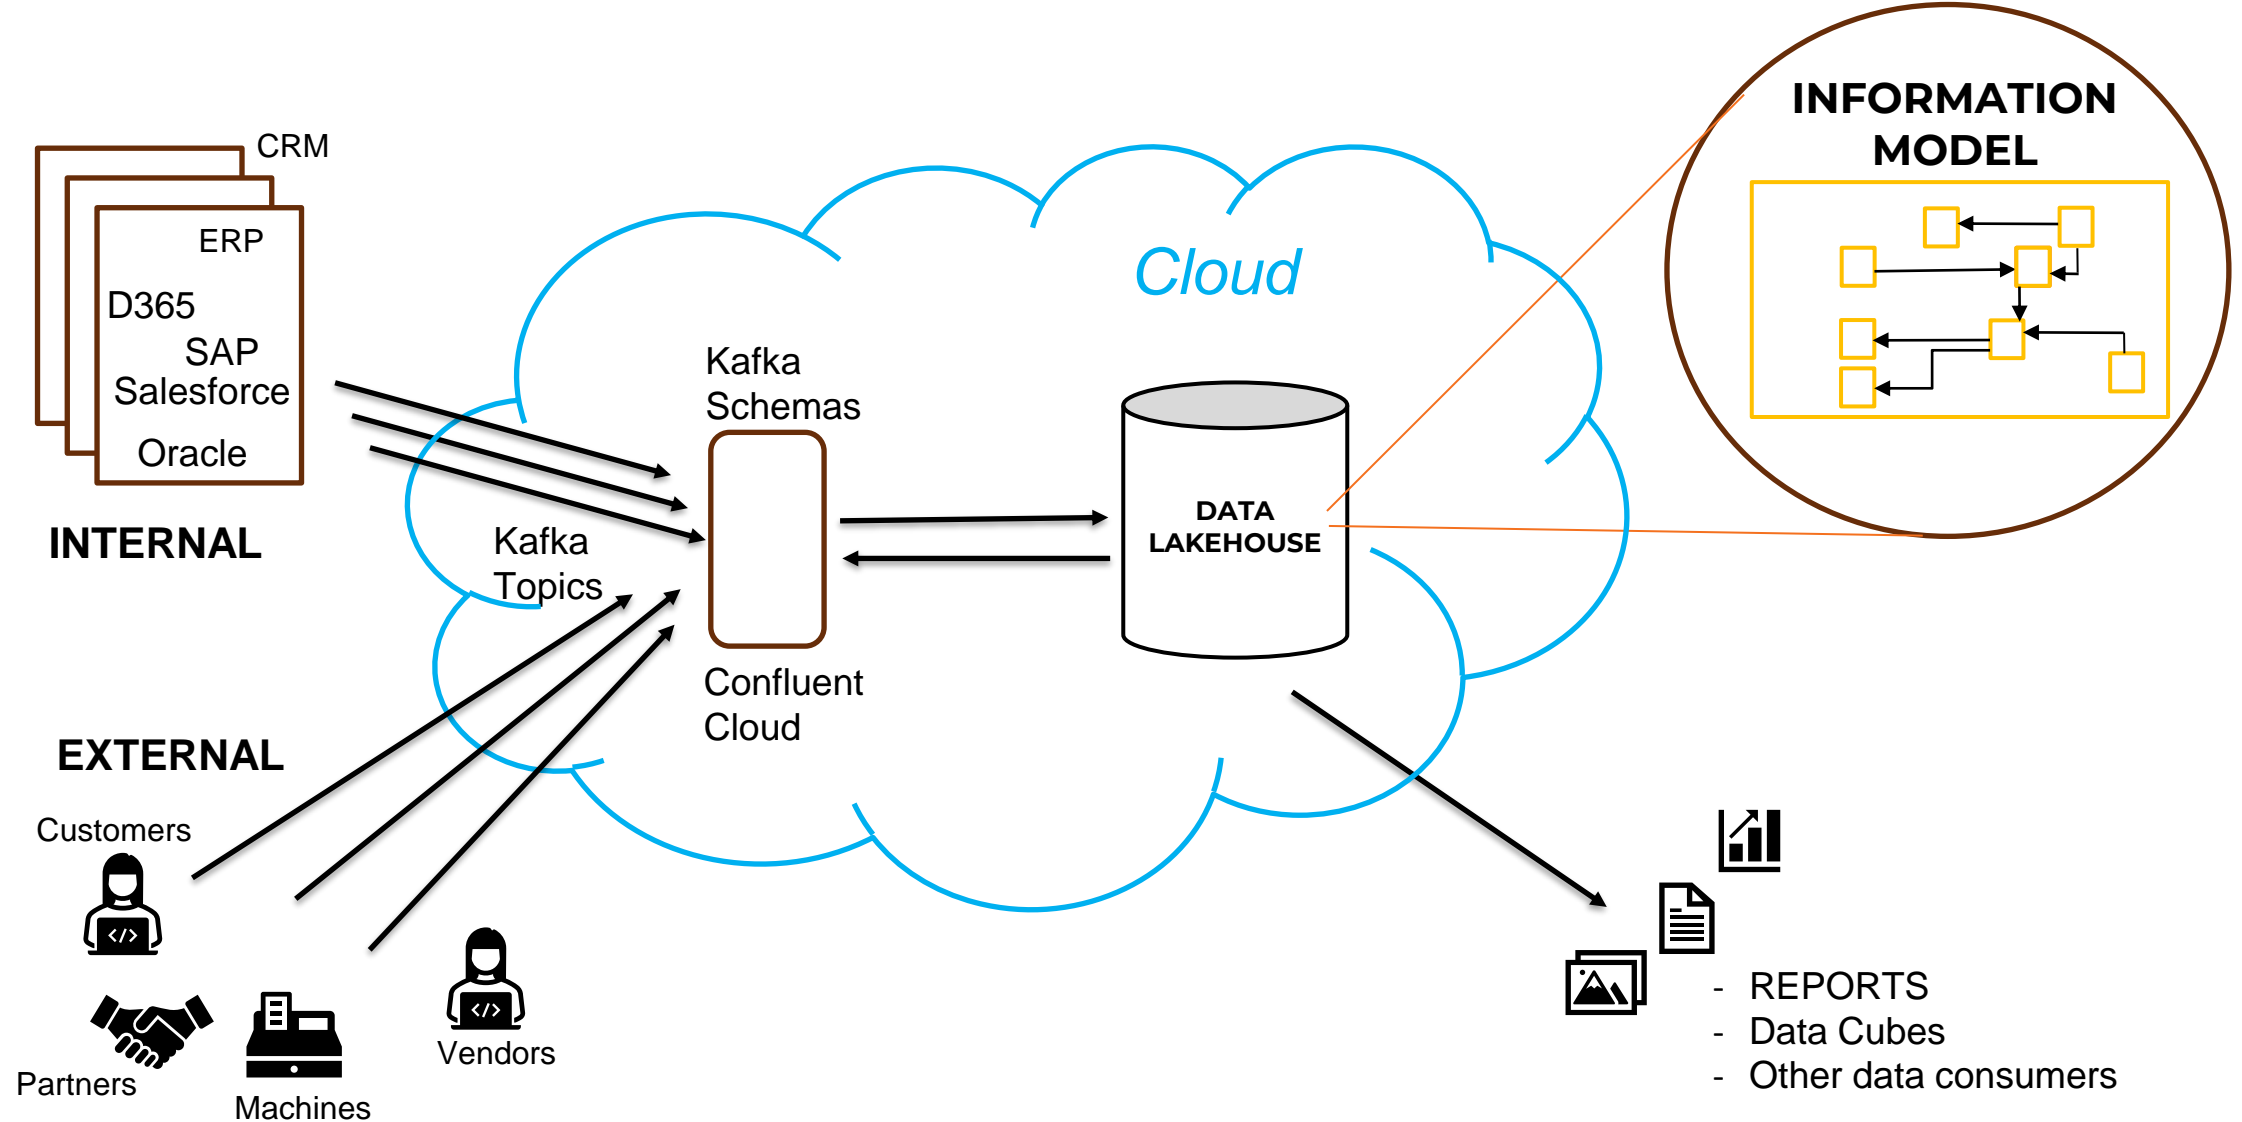 INFORMATION
MODEL
CRM
ERP
D365
SAP
Salesforce
Oracle
INTERNAL
Cloud
Kafka
Schemas
Kafka
Topics
DATA
LAKEHOUSE
Confluent
Cloud
EXTERNAL
Customers
</>
Partners
Machines
</>
Vendors
- REPORTS
- Data Cubes
- Other data consumers